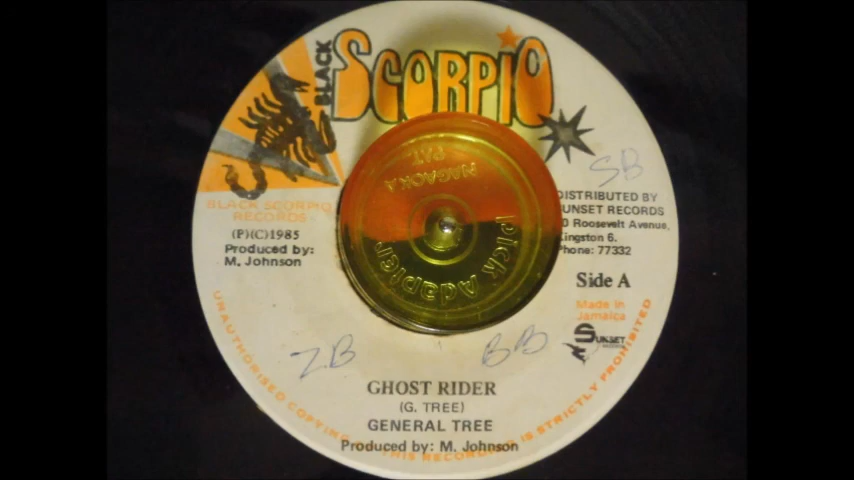 BLACK
SCORPIO
BLACK SCORPIO
RECORDS
(P)(C)1985
Produced by:
M. Johnson
NAGAOKA
PAT.
Pick Adapter
SB
DISTRIBUTED BY
SUNSET RECORDS
Roosevelt Avenue,
Kingston 6.
Phone: 77332
Side A
Made in
Jamaica
SUNSET
ZB
BB
GHOST RIDER
(G. TREE)
GENERAL TREE
Produced by: M. Johnson
UNAUTHORISED COPYING OF THIS RECORDING IS STRICTLY PROHIBITED